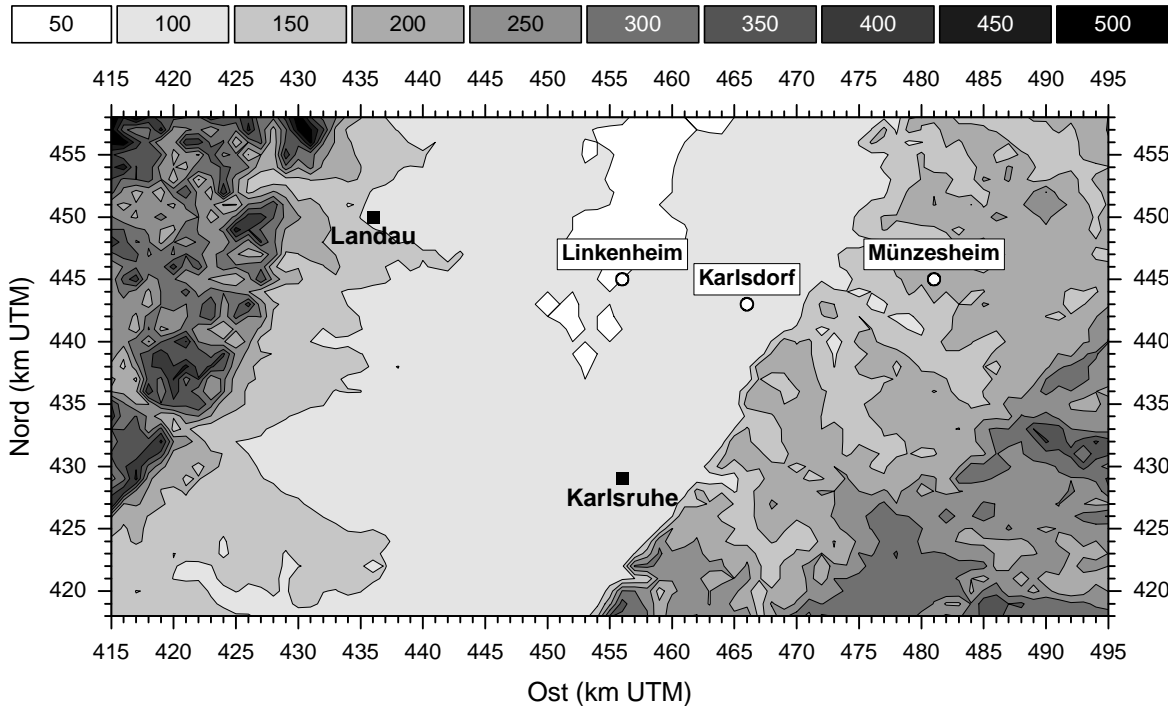 50 100 150 200 250 300 350 400 450 500
415 420 425 430 435 440 445 450 455 460 465 470 475 480 485 490 495
455 455
450 450
Landau
Linkenheim Münzesheim
445 445
Karlsdorf
440 440
435 435
430 430
Karlsruhe
425 425
420 420
415 420 425 430 435 440 445 450 455 460 465 470 475 480 485 490 495
Nord (km UTM)
Ost (km UTM)